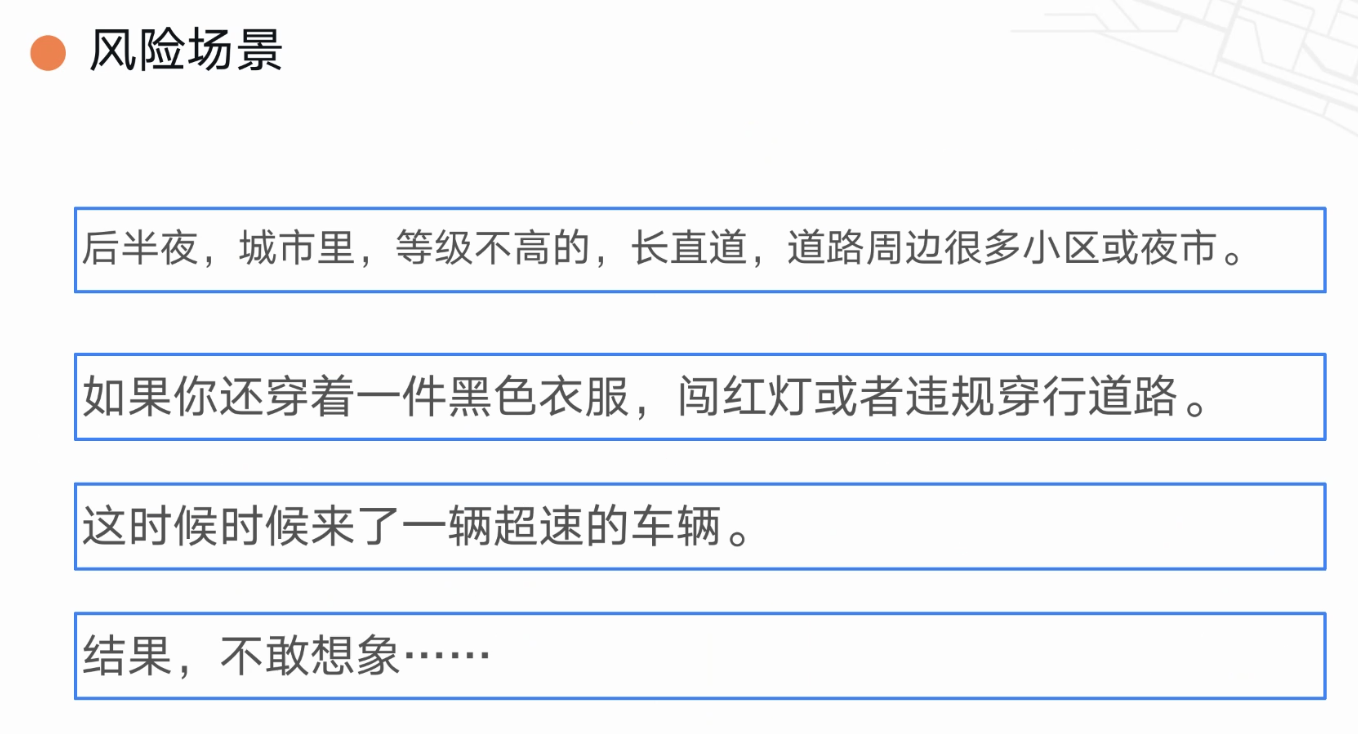 风险场景
后半夜，城市里，等级不高的，长直道，道路周边很多小区或夜市。
如果你还穿着一件黑色衣服，闯红灯或者违规穿行道路。
这时候时候来了一辆超速的车辆。
结果，不敢想象……